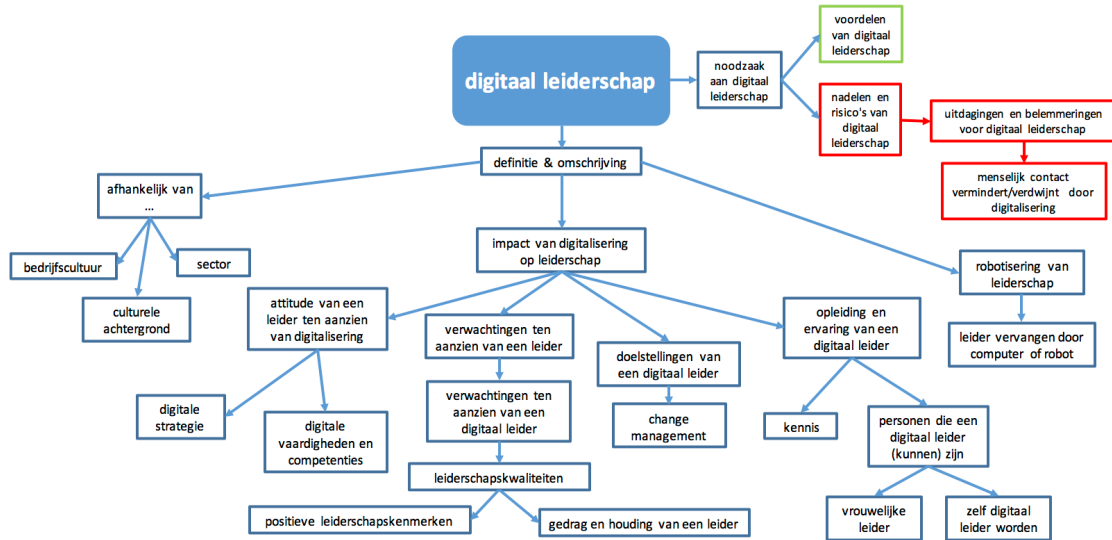 digitaal leiderschap
noodzaak
aan digitaal
leiderschap
voordelen
van digitaal
leiderschap
nadelen en
risico's van
digitaal
leiderschap
uitdagingen en belemmeringen
voor digitaal leiderschap
menselijk contact
vermindert/verdwijnt door
digitalisering
definitie & omschrijving
afhankelijk van
...
bedrijfscultuur
culturele
achtergrond
sector
impact van digitalisering
op leiderschap
robotisering van
leiderschap
leider vervangen door
computer of robot
attitude van een
leider ten aanzien
van digitalisering
verwachtingen ten
aanzien van een leider
doelstellingen van
een digitaal leider
opleiding en
ervaring van een
digitaal leider
digitale
strategie
digitale
vaardigheden en
competenties
verwachtingen ten
aanzien van een
digitaal leider
change
management
kennis
personen die een
digitaal leider
(kunnen) zijn
leiderschapskwaliteiten
positieve leiderschapskenmerken
gedrag en houding van een leider
vrouwelijke
leider
zelf digitaal
leider worden